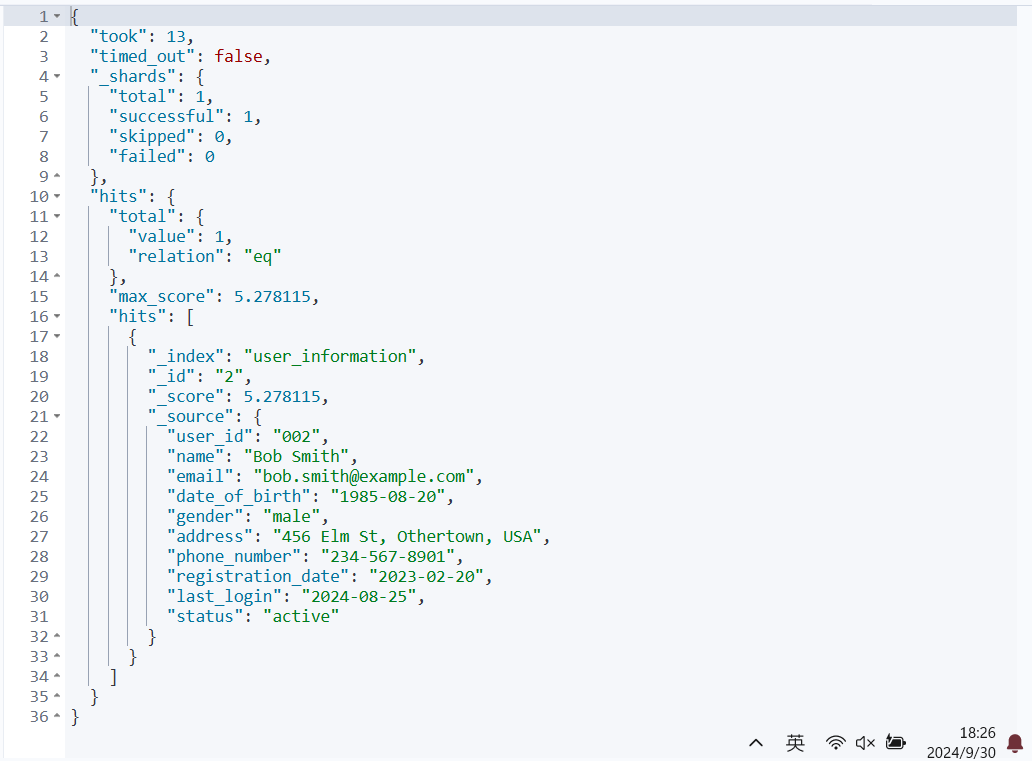 1 {
2   "took": 13,
3   "timed_out": false,
4   "_shards": {
5     "total": 1,
6     "successful": 1,
7     "skipped": 0,
8     "failed": 0
9   },
10   "hits": {
11     "total": {
12       "value": 1,
13       "relation": "eq"
14     },
15     "max_score": 5.278115,
16     "hits": [
17       {
18         "_index": "user_information",
19         "_id": "2",
20         "_score": 5.278115,
21         "_source": {
22           "user_id": "002",
23           "name": "Bob Smith",
24           "email": "bob.smith@example.com",
25           "date_of_birth": "1985-08-20",
26           "gender": "male",
27           "address": "456 Elm St, Othertown, USA",
28           "phone_number": "234-567-8901",
29           "registration_date": "2023-02-20",
30           "last_login": "2024-08-25",
31           "status": "active"
32         }
33       }
34     ]
35   }
36 }
英
18:26
2024/9/30